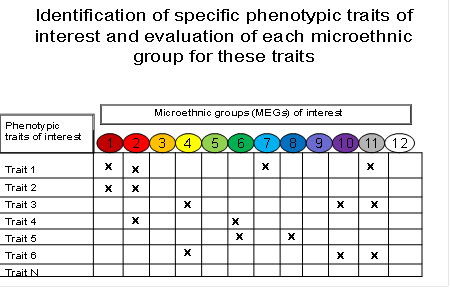 Identification of specific phenotypic traits of
interest and evaluation of each microethnic
group for these traits
Microethnic groups (MEGs) of interest
Phenotypic
traits of interest
1 2 3 4 5 6 7 8 9 10 11 12
Trait 1 x x x x
Trait 2 x x
Trait 3 x x x
Trait 4 x x
Trait 5 x x
Trait 6 x x x
Trait N